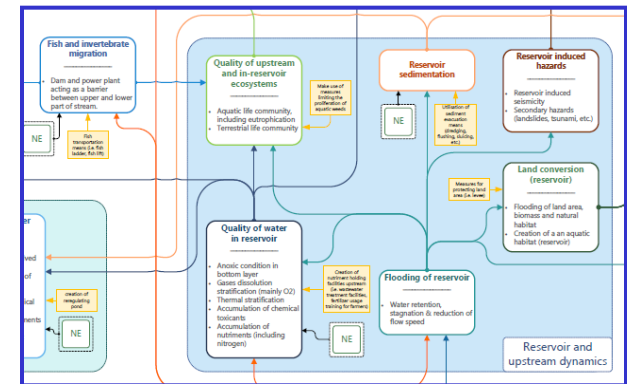 Fish and invertebrate
migration
Dam and power plant
acting as a barrier
between upper and lower
part of stream.
NE
Fish
transportation
means (i.e. fish
ladder, fish lift)
Quality of upstream
and in-reservoir
ecosystems
Aquatic life community,
including eutrophication
Terrestrial life community
Make use of
measures
limiting the
proliferation of
aquatic weeds
Reservoir
sedimentation
NE
Utilisation of
sediment
evacuation
means
(dredging,
flushing, sluicing,
etc.)
Reservoir induced
hazards
Reservoir induced
seismicity
Secondary hazards
(landslides, tsunami, etc.)
Measures for
protecting land
area (i.e. levee)
Land conversion
(reservoir)
Flooding of land area,
biomass and natural
habitat
Creation of a an aquatic
habitat (reservoir)
er
ved
of
ical
nents
creation of
reregulating
pond
NE
Quality of water
in reservoir
Anoxic condition in
bottom layer
Gases dissolution
stratification (mainly O2)
Thermal stratification
Accumulation of chemical
toxicants
Accumulation of
nutriments (including
nitrogen)
Creation of
nutriment holding
facilities upstream
(i.e. wastewater
treatment facilities,
fertilizer usage
training for farmers)
NE
Flooding of reservoir
Water retention,
stagnation & reduction of
flow speed
Reservoir and
upstream dynamics